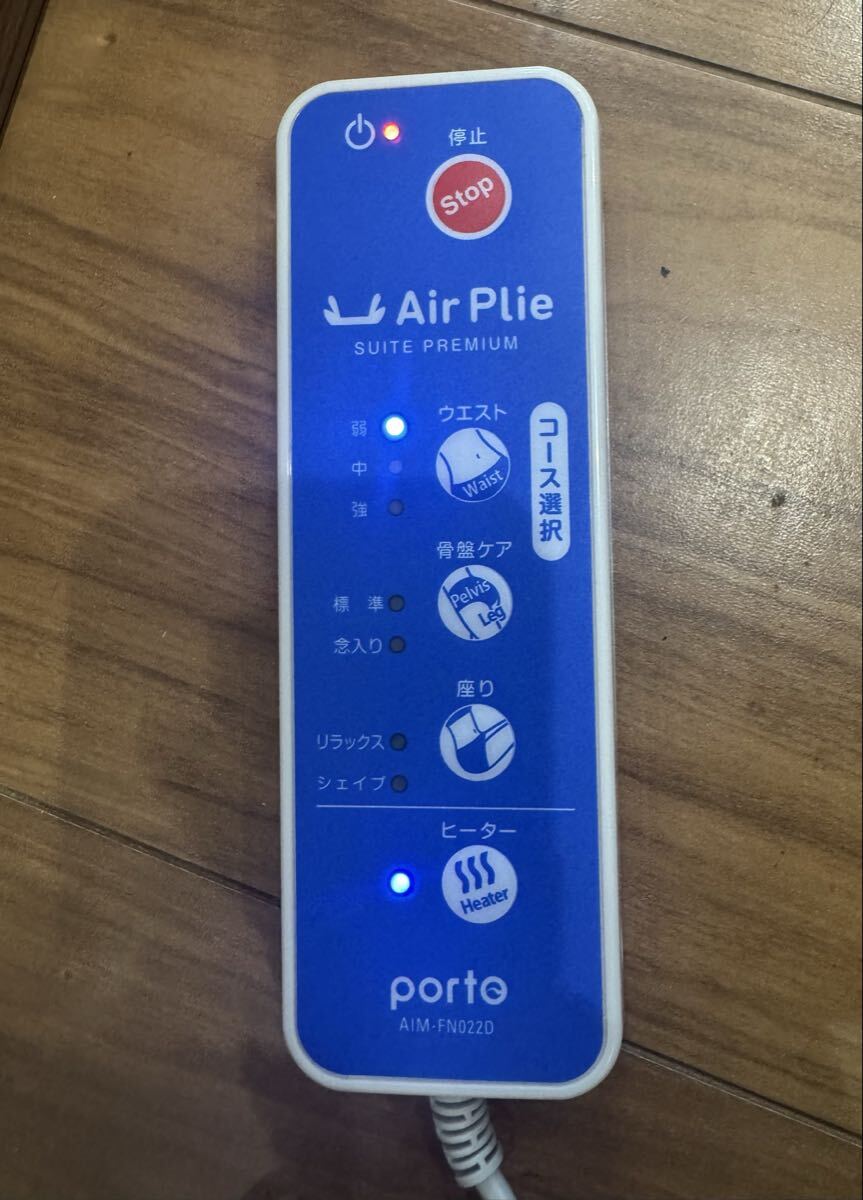 停止
Stop
Air Plie
SUITE PREMIUM
コース選択
ウエスト
Waist
弱
中
強
骨盤ケア
Pelvis
Leg
標 準
念入り
座り
リラックス
シェイプ
ヒーター
Heater
porto
AIM-FN022D